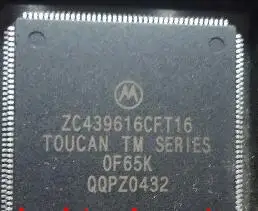 ZC439616CFT16
TOUCAN TM SERIES
0F65K
QQPZ0432